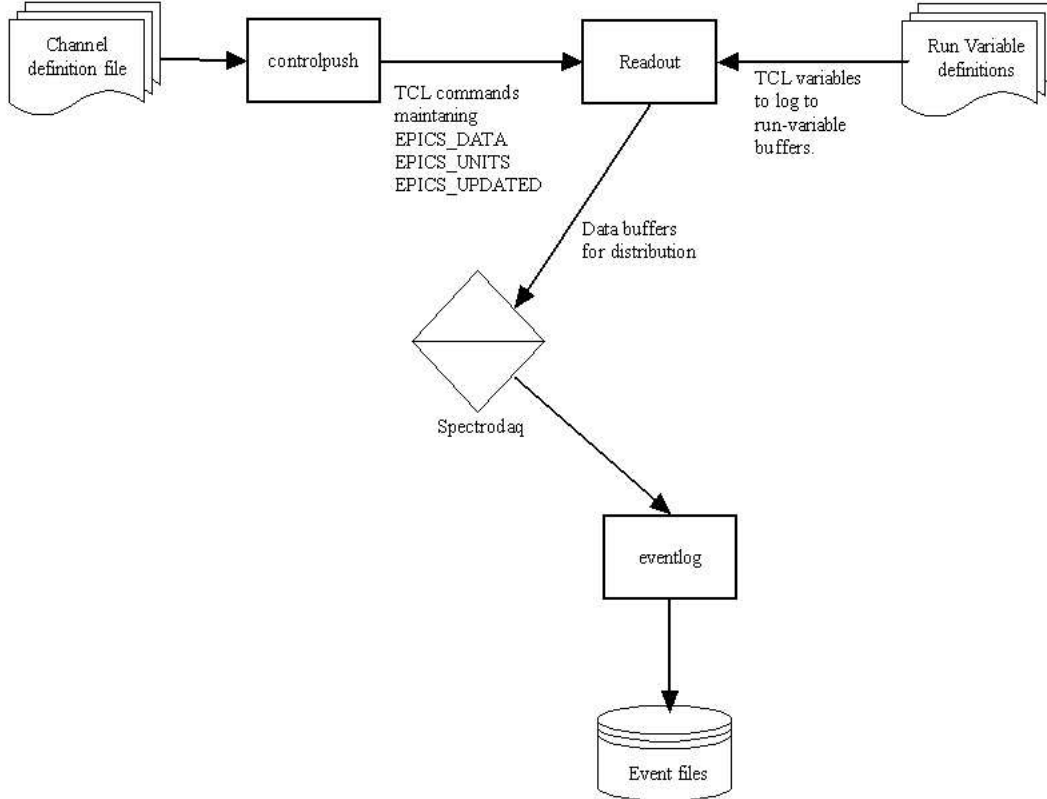 Channel
definition file
controlpush
Readout
Run Variable
definitions
TCL commands
maintaning
EPICS_DATA
EPICS_UNITS
EPICS_UPDATED
TCL variables
to log to
run-variable
buffers.
Data buffers
for distribution
Spectrodaq
eventlog
Event files